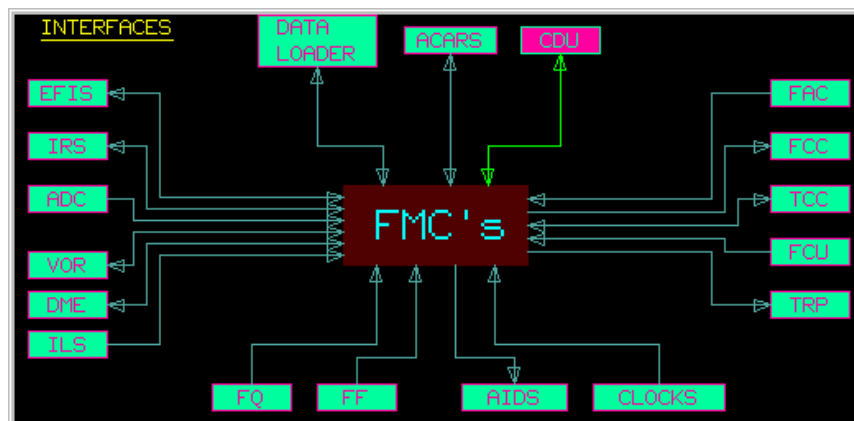 INTERFACES
DATA
LOADER
ACARS
CDU
EFIS
FAC
IRS
FCC
ADC
TCC
FMC's
VOR
FCU
DME
TRP
ILS
FQ
FF
AIDS
CLOCKS